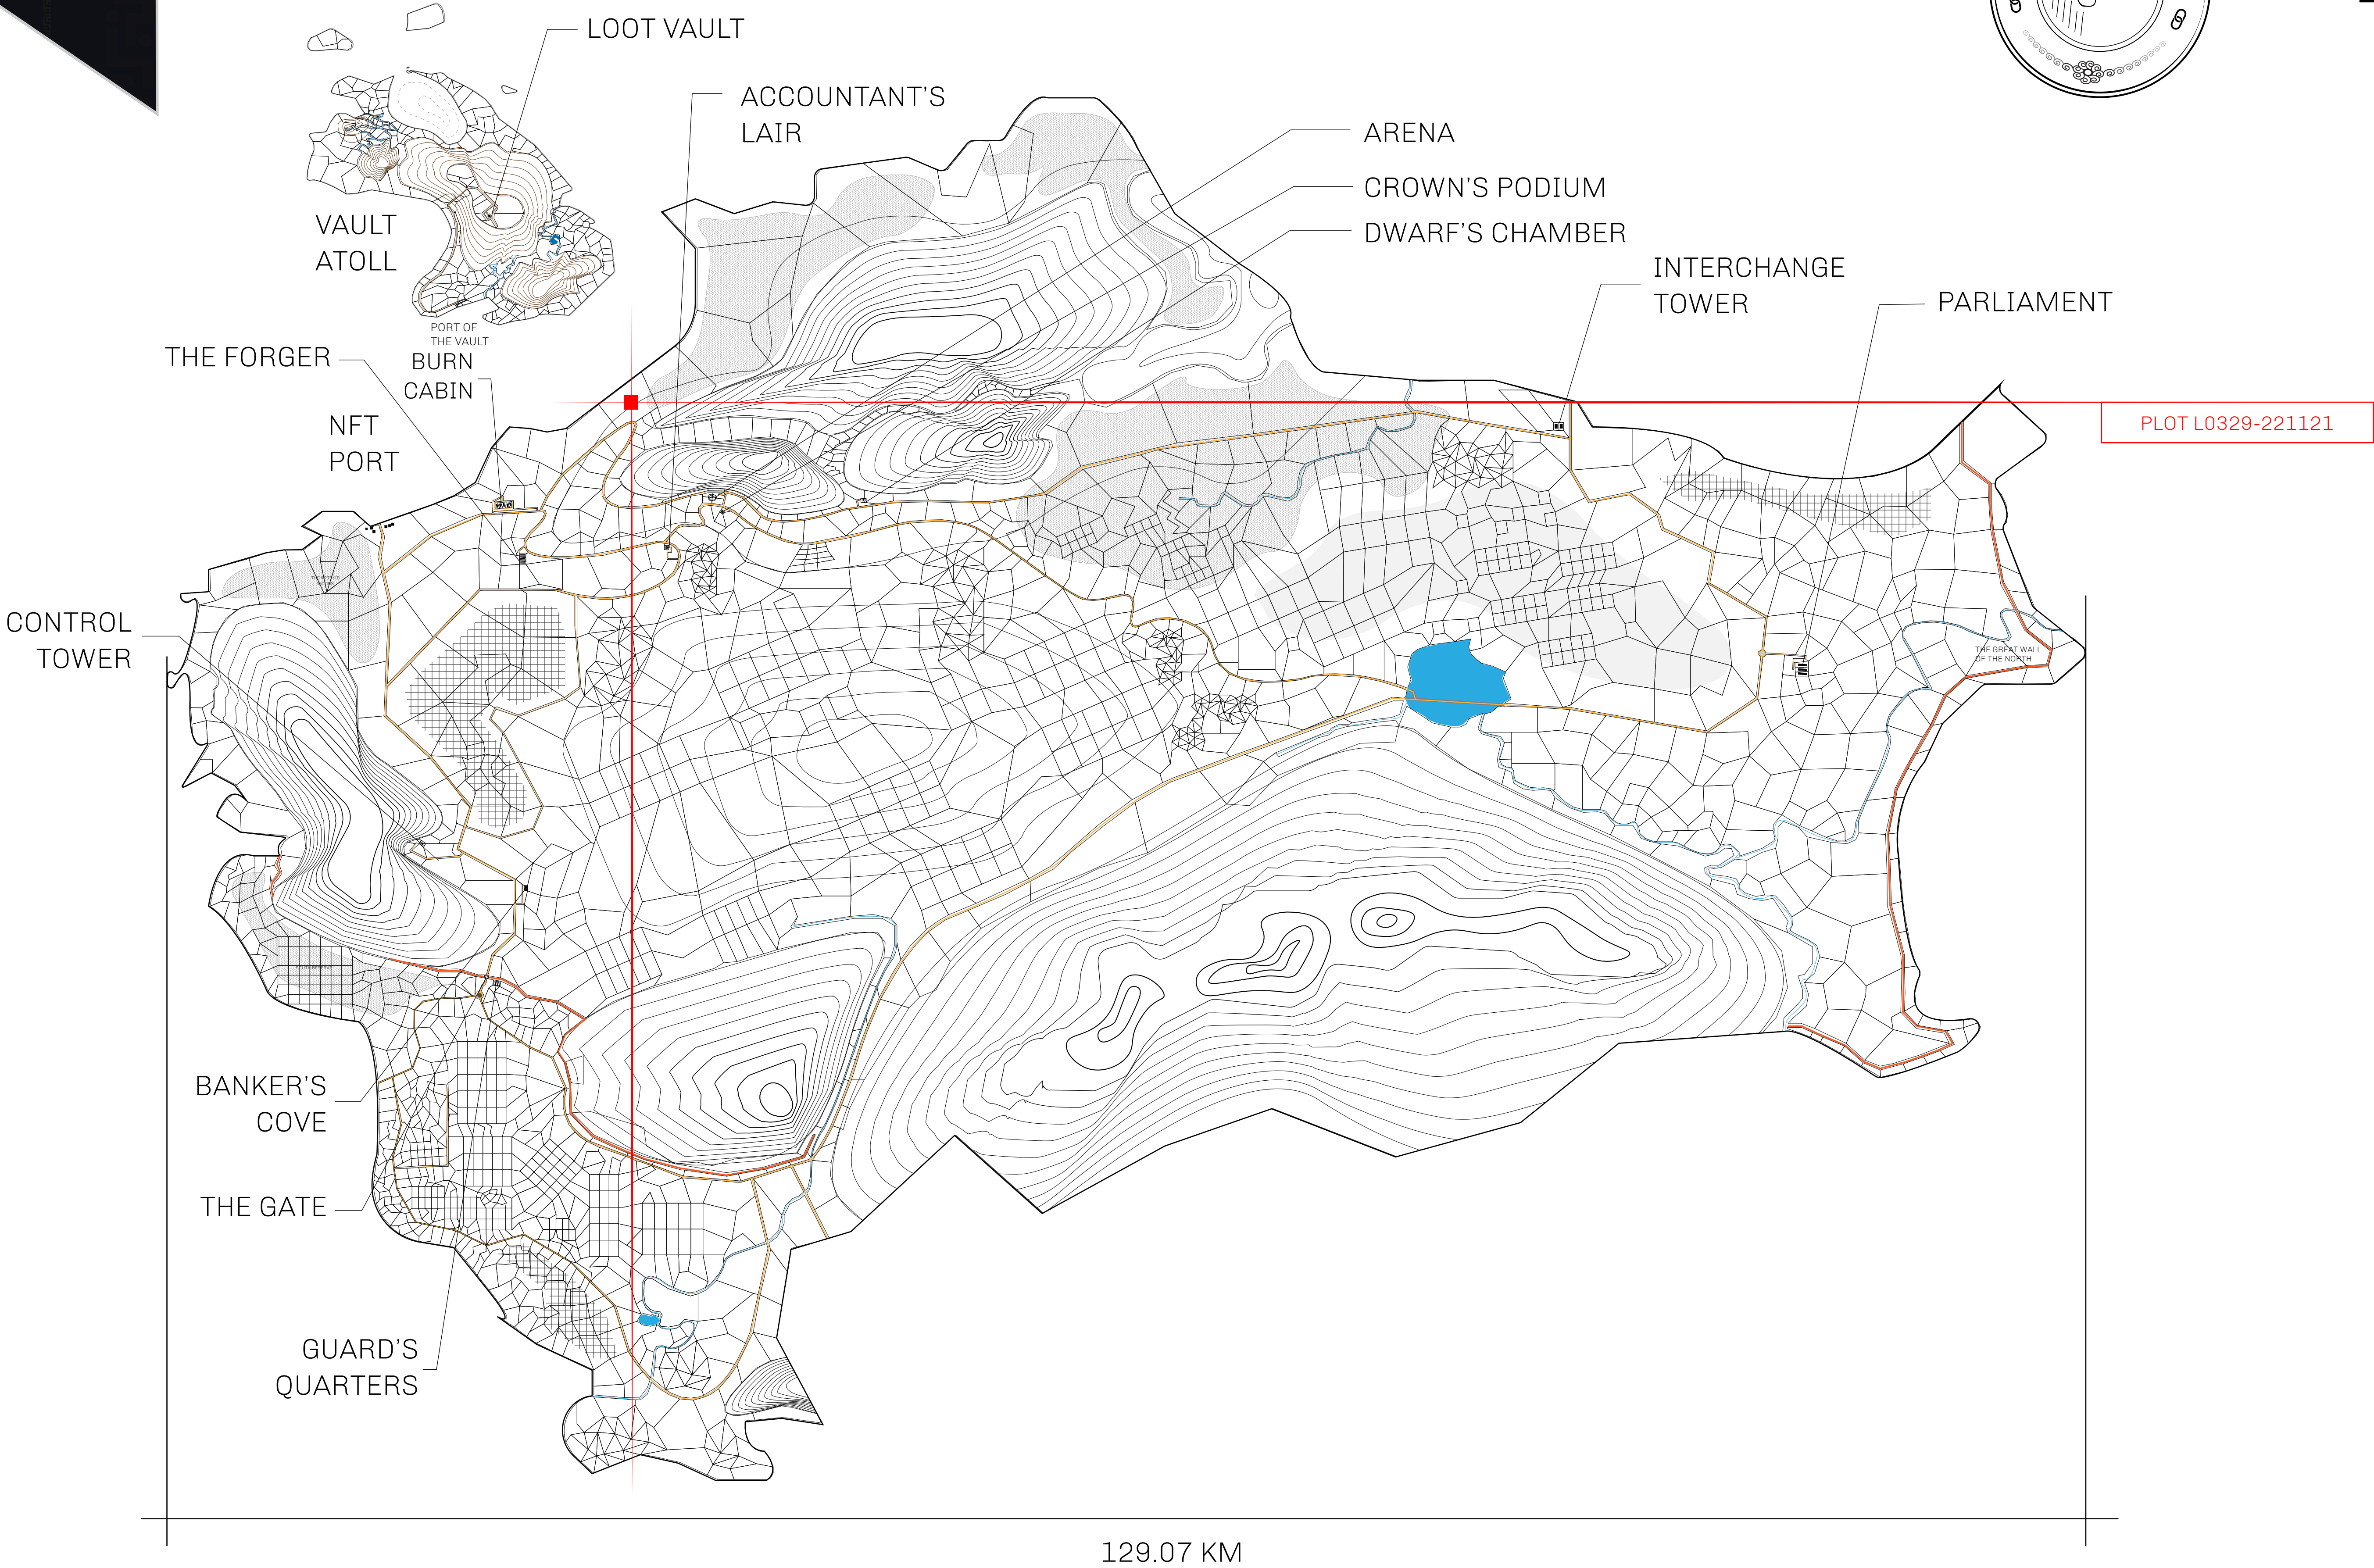 LOOT VAULT
ACCOUNTANT'S
LAIR
ARENA
CROWN'S PODIUM
DWARF'S CHAMBER
INTERCHANGE
TOWER
PARLIAMENT
VAULT
ATOLL
PORT OF
THE VAULT
THE FORGER
BURN
CABIN
NFT
PORT
PLOT L0329-221121
CONTROL
TOWER
THE GREAT WALL
OF THE NORTH
SOUTH RESERVE
BANKER'S
COVE
THE GATE
GUARD'S
QUARTERS
129.07 KM